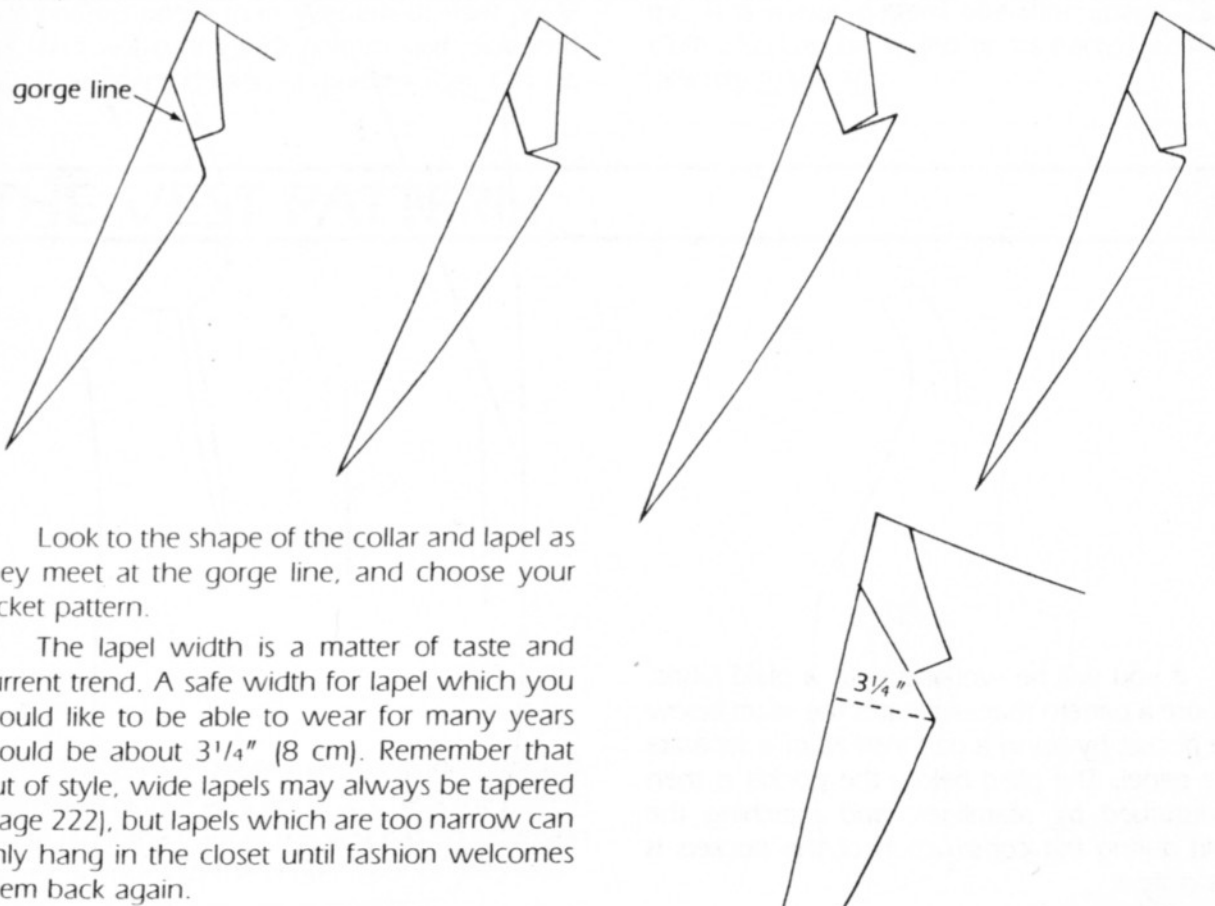 gorge line
Look to the shape of the collar and lapel as
ey meet at the gorge line, and choose your
cket pattern.
The lapel width is a matter of taste and
urrent trend. A safe width for lapel which you
ould like to be able to wear for many years
ould be about 3¼" (8 cm). Remember that
ut of style, wide lapels may always be tapered
age 222), but lapels which are too narrow can
nly hang in the closet until fashion welcomes
em back again.
3¼"